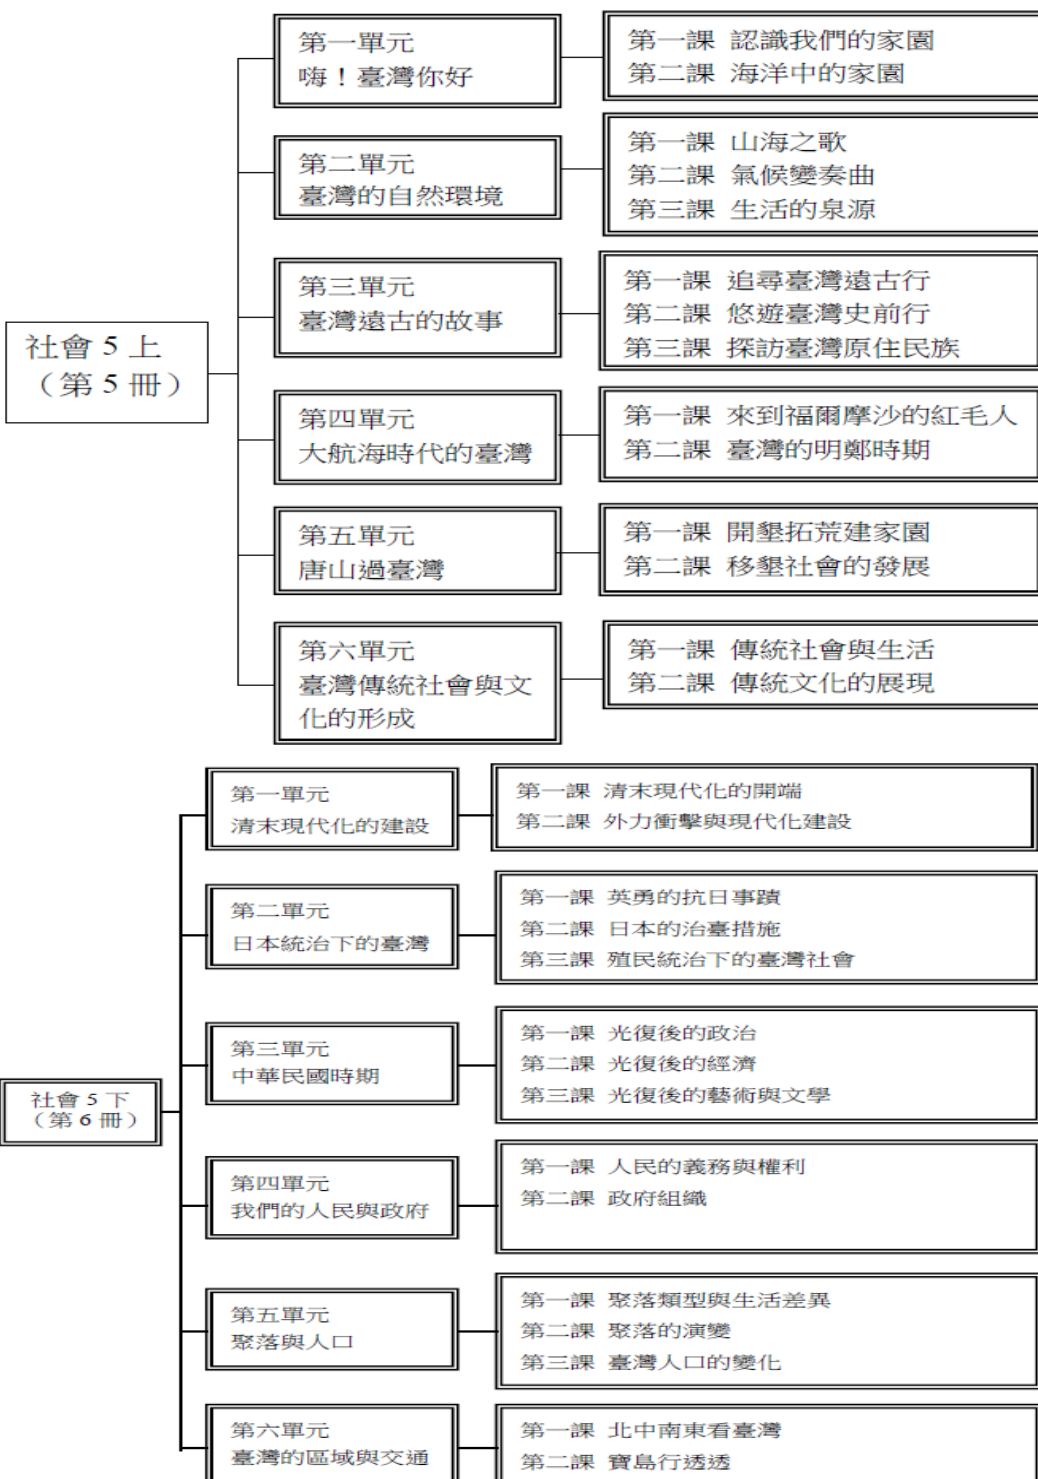 社會 5 上
（第 5 冊）
第一單元
嗨！臺灣你好
第一課 認識我們的家園
第二課 海洋中的家園
第二單元
臺灣的自然環境
第一課 山海之歌
第二課 氣候變奏曲
第三課 生活的泉源
第三單元
臺灣遠古的故事
第一課 追尋臺灣遠古行
第二課 悠遊臺灣史前行
第三課 探訪臺灣原住民族
第四單元
大航海時代的臺灣
第一課 來到福爾摩沙的紅毛人
第二課 臺灣的明鄭時期
第五單元
唐山過臺灣
第一課 開墾拓荒建家園
第二課 移墾社會的發展
第六單元
臺灣傳統社會與文
化的形成
第一課 傳統社會與生活
第二課 傳統文化的展現
社會 5 下
（第 6 冊）
第一單元
清末現代化的建設
第一課 清末現代化的開端
第二課 外力衝擊與現代化建設
第二單元
日本統治下的臺灣
第一課 英勇的抗日事蹟
第二課 日本的治臺措施
第三課 殖民統治下的臺灣社會
第三單元
中華民國時期
第一課 光復後的政治
第二課 光復後的經濟
第三課 光復後的藝術與文學
第四單元
我們的人民與政府
第一課 人民的義務與權利
第二課 政府組織
第五單元
聚落與人口
第一課 聚落類型與生活差異
第二課 聚落的演變
第三課 臺灣人口的變化
第六單元
臺灣的區域與交通
第一課 北中南東看臺灣
第二課 寶島行透透